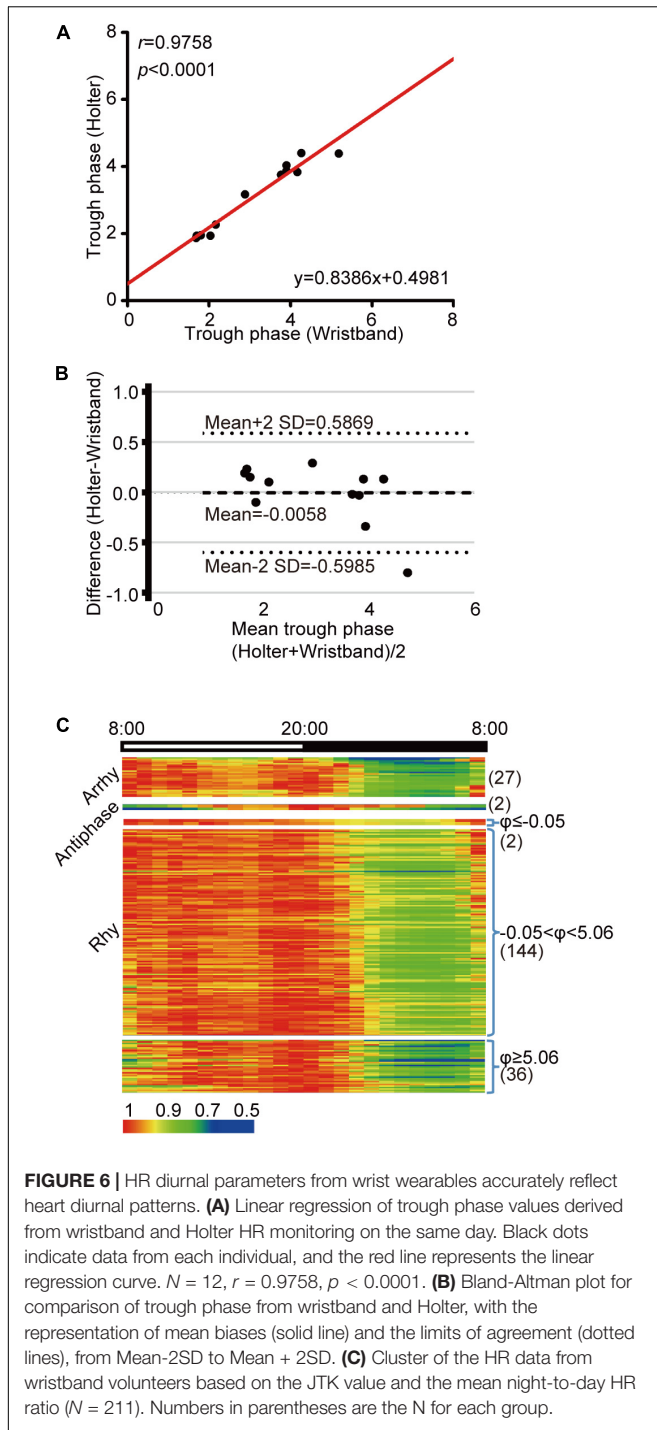 A
r=0.9758
p<0.0001
8
6
4
2
0
Trough phase (Holter)
y=0.8386x+0.4981
0 2 4 6 8
Trough phase (Wristband)
B
1.0
0.5
0.0
-0.5
-1.0
Difference (Holter-Wristband)
Mean+2 SD=0.5869
Mean=-0.0058
Mean-2 SD=-0.5985
0 2 4 6
Mean trough phase
(Holter+Wristband)/2
C
8:00 20:00 8:00
Arrhy
(27)
Antiphase
(2)
φ≤-0.05
(2)
Rhy
-0.05<φ<5.06
(144)
φ≥5.06
(36)
1 0.9 0.7 0.5
FIGURE 6 | HR diurnal parameters from wrist wearables accurately reflect
heart diurnal patterns. (A) Linear regression of trough phase values derived
from wristband and Holter HR monitoring on the same day. Black dots
indicate data from each individual, and the red line represents the linear
regression curve. N = 12, r = 0.9758, p < 0.0001. (B) Bland-Altman plot for
comparison of trough phase from wristband and Holter, with the
representation of mean biases (solid line) and the limits of agreement (dotted
lines), from Mean-2SD to Mean + 2SD. (C) Cluster of the HR data from
wristband volunteers based on the JTK value and the mean night-to-day HR
ratio (N = 211). Numbers in parentheses are the N for each group.